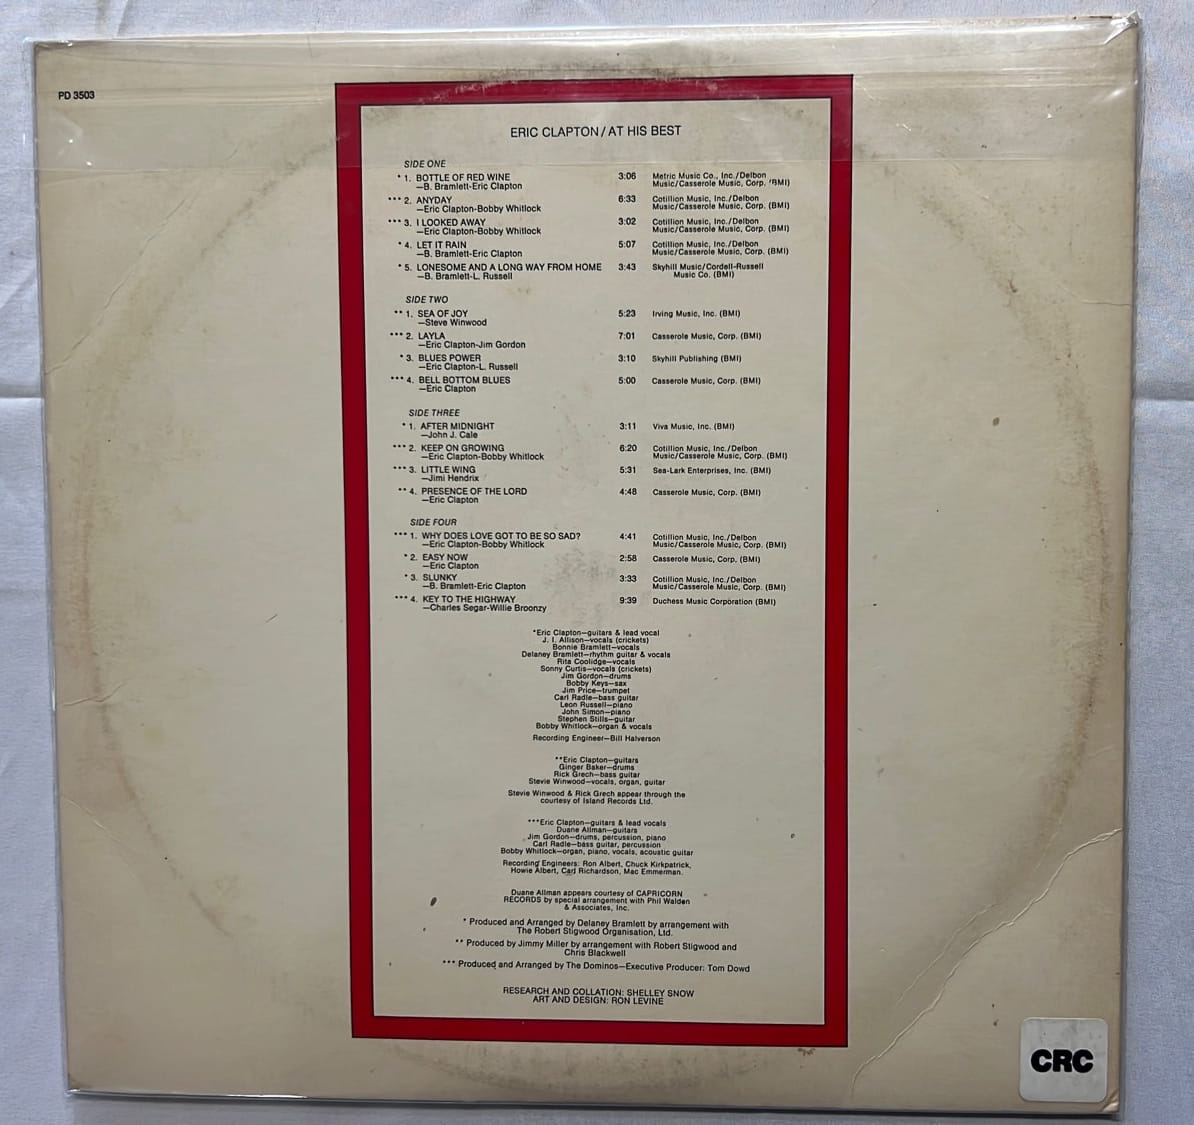 PD 3503
ERIC CLAPTON / AT HIS BEST
SIDE ONE
* 1. BOTTLE OF RED WINE 3:06 Metric Music Co., Inc./Delbon
—B. Bramlett-Eric Clapton Music/Casserole Music, Corp. (BMI)
*** 2. ANYDAY 6:33 Cotillion Music, Inc./Delbon
—Eric Clapton-Bobby Whitlock Music/Casserole Music, Corp. (BMI)
*** 3. I LOOKED AWAY 3:02 Cotillion Music, Inc./Delbon
—Eric Clapton-Bobby Whitlock Music/Casserole Music, Corp. (BMI)
* 4. LET IT RAIN 5:07 Cotillion Music, Inc./Delbon
—B. Bramlett-Eric Clapton Music/Casserole Music, Corp. (BMI)
* 5. LONESOME AND A LONG WAY FROM HOME 3:43 Skyhill Music/Cordell-Russell
—B. Bramlett-L. Russell Music Co. (BMI)
SIDE TWO
** 1. SEA OF JOY 5:23 Irving Music, Inc. (BMI)
—Steve Winwood
*** 2. LAYLA 7:01 Casserole Music, Corp. (BMI)
—Eric Clapton-Jim Gordon
* 3. BLUES POWER 3:10 Skyhill Publishing (BMI)
—Eric Clapton-L. Russell
*** 4. BELL BOTTOM BLUES 5:00 Casserole Music, Corp. (BMI)
—Eric Clapton
SIDE THREE
* 1. AFTER MIDNIGHT 3:11 Viva Music, Inc. (BMI)
—John J. Cale
*** 2. KEEP ON GROWING 6:20 Cotillion Music, Inc./Delbon
—Eric Clapton-Bobby Whitlock Music/Casserole Music, Corp. (BMI)
*** 3. LITTLE WING 5:31 Sea-Lark Enterprises, Inc. (BMI)
—Jimi Hendrix
** 4. PRESENCE OF THE LORD 4:48 Casserole Music, Corp. (BMI)
—Eric Clapton
SIDE FOUR
*** 1. WHY DOES LOVE GOT TO BE SO SAD? 4:41 Cotillion Music, Inc./Delbon
—Eric Clapton-Bobby Whitlock Music/Casserole Music, Corp. (BMI)
* 2. EASY NOW 2:58 Casserole Music, Corp. (BMI)
—Eric Clapton
* 3. SLUNKY 3:33 Cotillion Music, Inc./Delbon
—B. Bramlett-Eric Clapton Music/Casserole Music, Corp. (BMI)
*** 4. KEY TO THE HIGHWAY 9:39 Duchess Music Corporation (BMI)
—Charles Segar-Willie Broonzy
*Eric Clapton—guitars & lead vocal
J. I. Allison—vocals (crickets)
Bonnie Bramlett—vocals
Delaney Bramlett—rhythm guitar & vocals
Rita Coolidge—vocals
Sonny Curtis—vocals (crickets)
Jim Gordon—drums
Bobby Keys—sax
Jim Price—trumpet
Carl Radle—bass guitar
Leon Russell—piano
John Simon—piano
Stephen Stills—guitar
Bobby Whitlock—organ & vocals
Recording Engineer—Bill Halverson
**Eric Clapton—guitars
Ginger Baker—drums
Rick Grech—bass guitar
Stevie Winwood—vocals, organ, guitar
Stevie Winwood & Rick Grech appear through the
courtesy of Island Records Ltd.
***Eric Clapton—guitars & lead vocals
Duane Allman—guitars
Jim Gordon—drums, percussion, piano
Carl Radle—bass guitar, percussion
Bobby Whitlock—organ, piano, vocals, acoustic guitar
Recording Engineers: Ron Albert, Chuck Kirkpatrick,
Howie Albert, Carl Richardson, Mac Emmerman.
Duane Allman appears courtesy of CAPRICORN
RECORDS by special arrangement with Phil Walden
& Associates, Inc.
* Produced and Arranged by Delaney Bramlett by arrangement with
The Robert Stigwood Organisation, Ltd.
** Produced by Jimmy Miller by arrangement with Robert Stigwood and
Chris Blackwell
*** Produced and Arranged by The Dominos—Executive Producer: Tom Dowd
RESEARCH AND COLLATION: SHELLEY SNOW
ART AND DESIGN: RON LEVINE
CRC